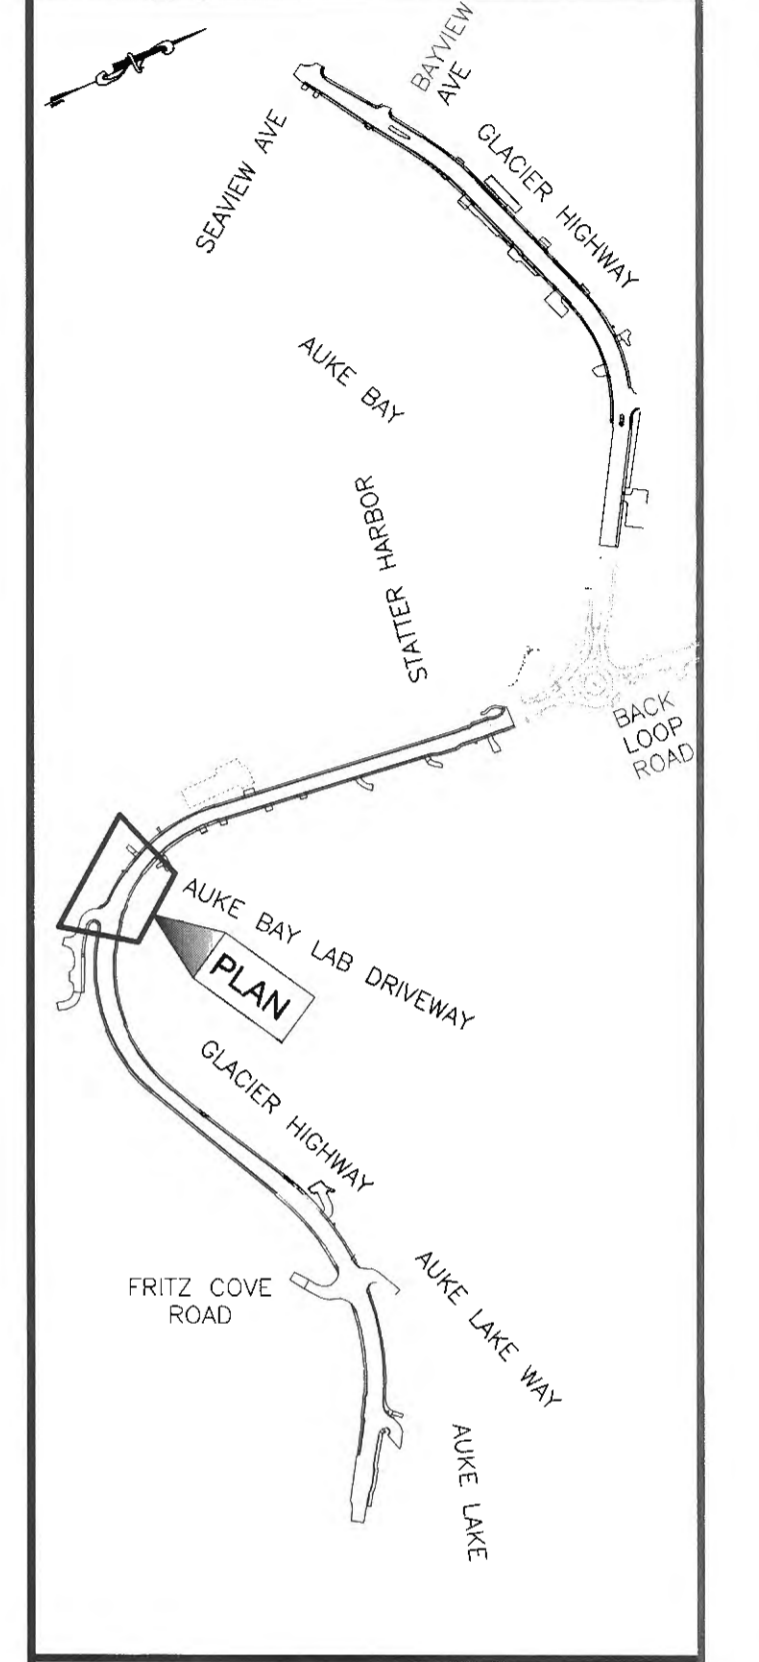 BAYVIEW
AVE
SEAVIEW AVE
GLACIER HIGHWAY
AUKE BAY
STATTER HARBOR
BACK
LOOP
ROAD
AUKE BAY LAB DRIVEWAY
PLAN
GLACIER HIGHWAY
FRITZ COVE
ROAD
AUKE LAKE WAY
AUKE LAKE